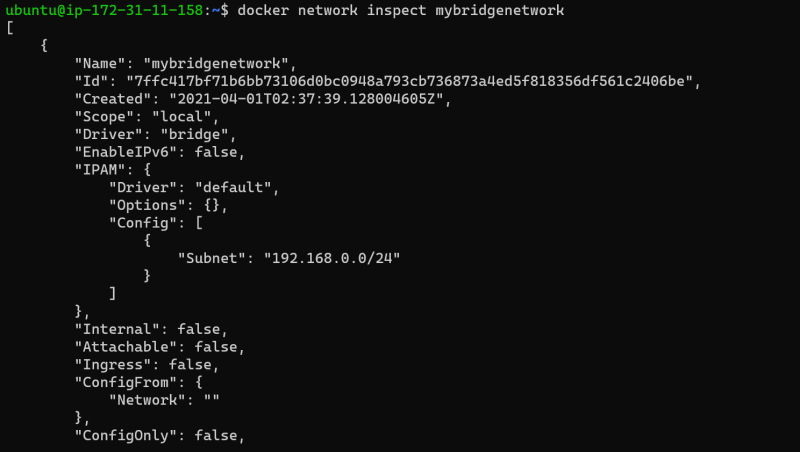 ubuntu@ip-172-31-11-158:~$ docker network inspect mybridgenetwork
[
    {
        "Name": "mybridgenetwork",
        "Id": "7ffc417bf71b6bb73106d0bc0948a793cb736873a4ed5f818356df561c2406be",
        "Created": "2021-04-01T02:37:39.128004605Z",
        "Scope": "local",
        "Driver": "bridge",
        "EnableIPv6": false,
        "IPAM": {
            "Driver": "default",
            "Options": {},
            "Config": [
                {
                    "Subnet": "192.168.0.0/24"
                }
            ]
        },
        "Internal": false,
        "Attachable": false,
        "Ingress": false,
        "ConfigFrom": {
            "Network": ""
        },
        "ConfigOnly": false,